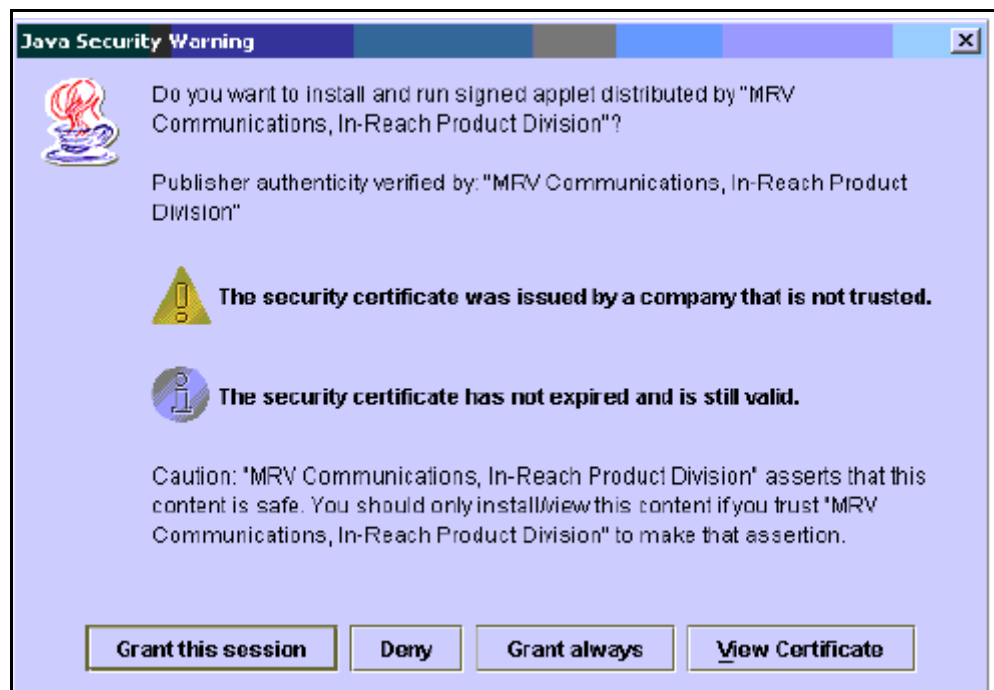 Java Security Warning
Do you want to install and run signed applet distributed by "MRV
Communications, In-Reach Product Division"?
Publisher authenticity verified by: "MRV Communications, In-Reach Product
Division"
The security certificate was issued by a company that is not trusted.
The security certificate has not expired and is still valid.
Caution: "MRV Communications, In-Reach Product Division" asserts that this
content is safe. You should only install/view this content if you trust "MRV
Communications, In-Reach Product Division" to make that assertion.
Grant this session Deny Grant always View Certificate